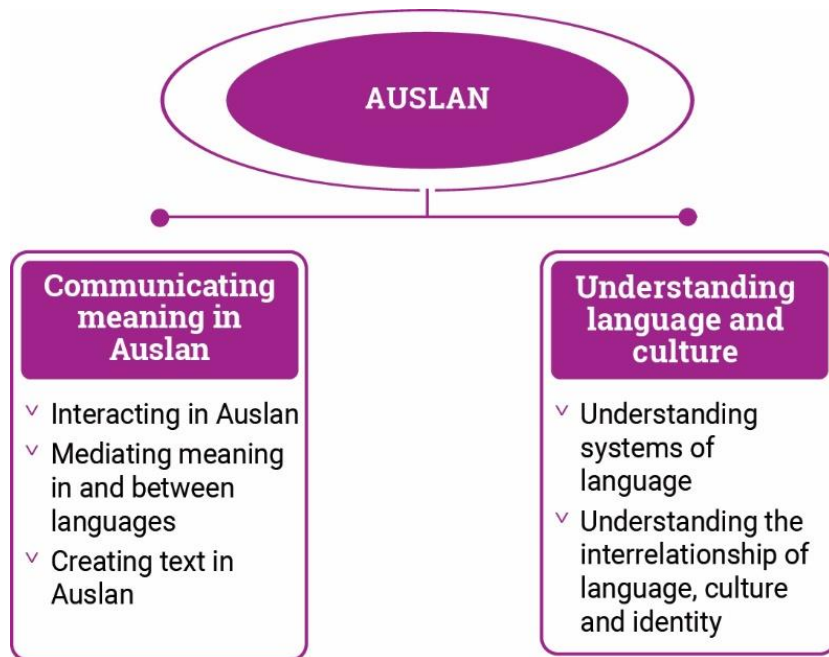 AUSLAN
Communicating
meaning in
Auslan
Interacting in Auslan
Mediating meaning
in and between
languages
Creating text in
Auslan
Understanding
language and
culture
Understanding
systems of
language
Understanding the
interrelationship of
language, culture
and identity